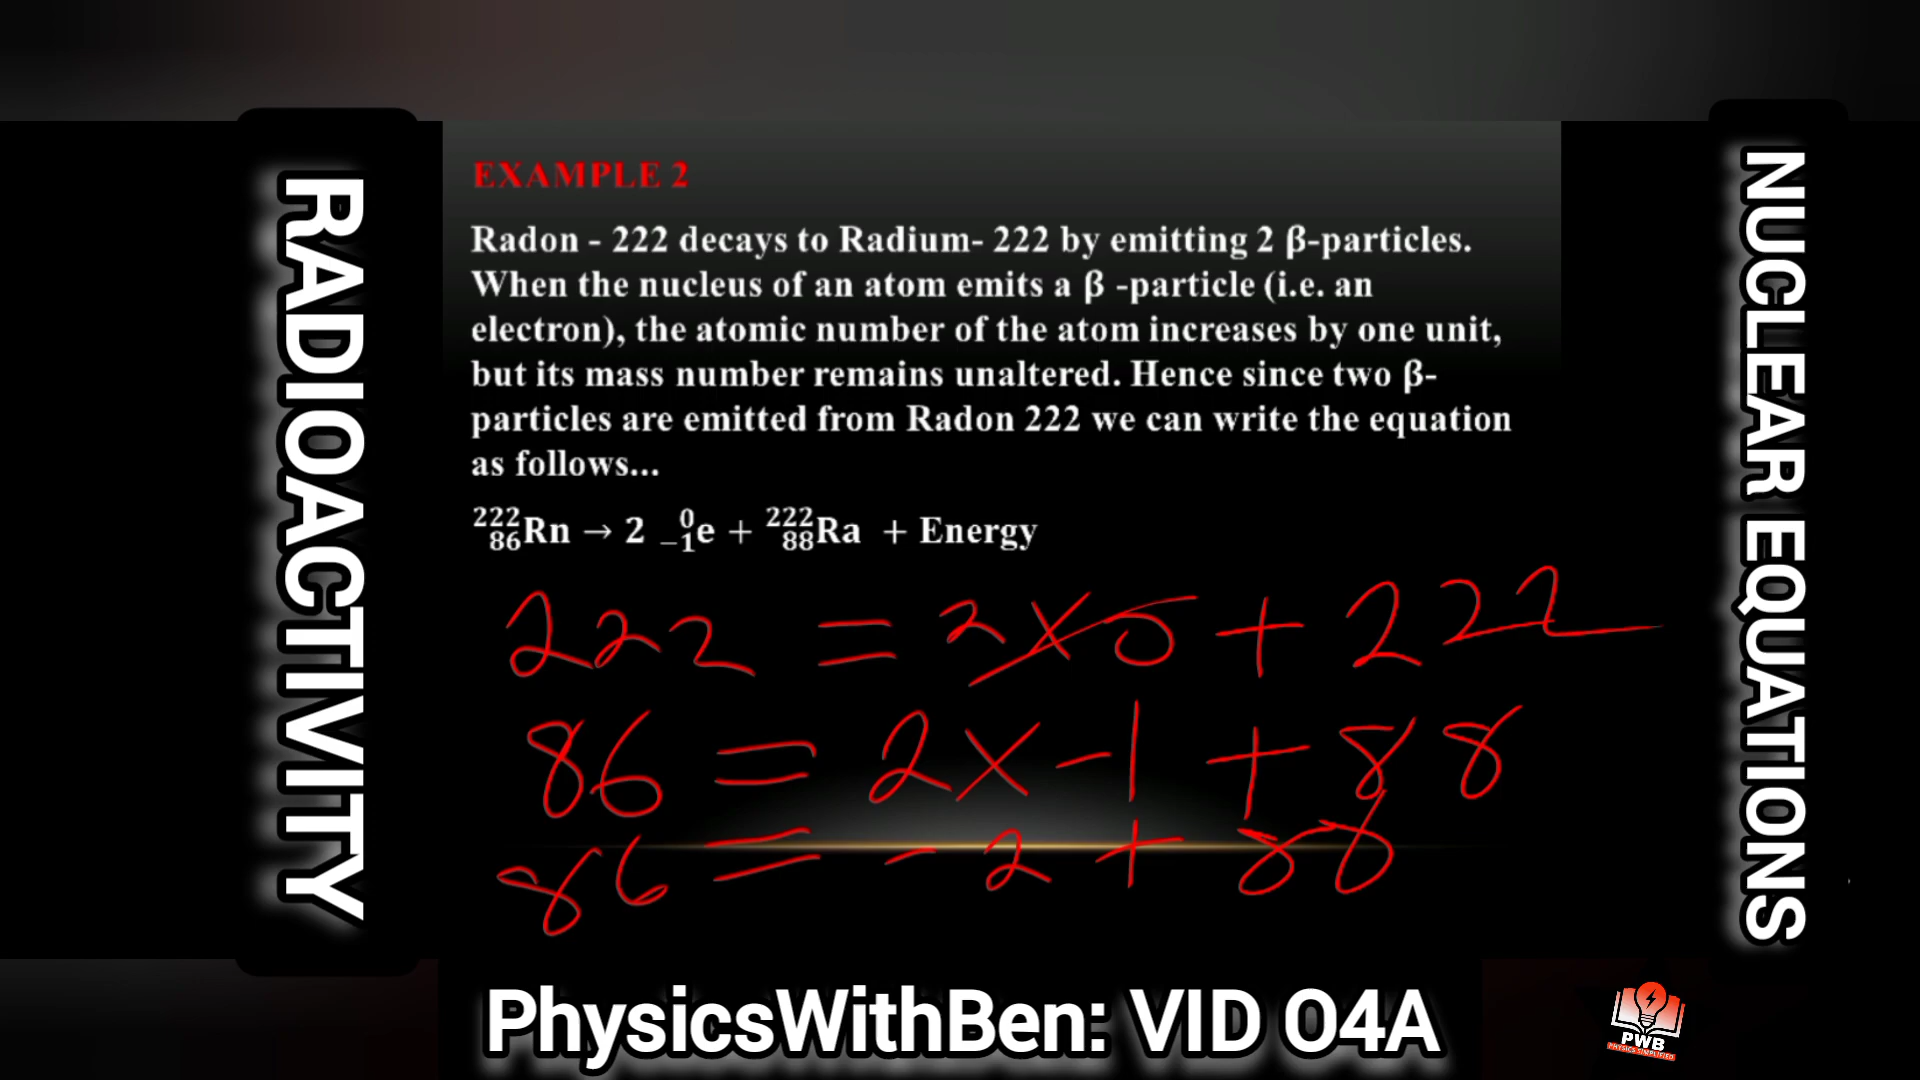 RADIOACTIVITY
EXAMPLE 2
Radon - 222 decays to Radium- 222 by emitting 2 β-particles.
When the nucleus of an atom emits a β -particle (i.e. an
electron), the atomic number of the atom increases by one unit,
but its mass number remains unaltered. Hence since two β-
particles are emitted from Radon 222 we can write the equation
as follows...
²²²₈₆Rn → 2 ⁰₋₁e + ²²²₈₈Ra + Energy
222 = 2×0 + 222
86 = 2×-1 + 88
86 = -2 + 88
NUCLEAR EQUATIONS
PhysicsWithBen: VID O4A
PWB
PHYSICS SIMPLIFIED